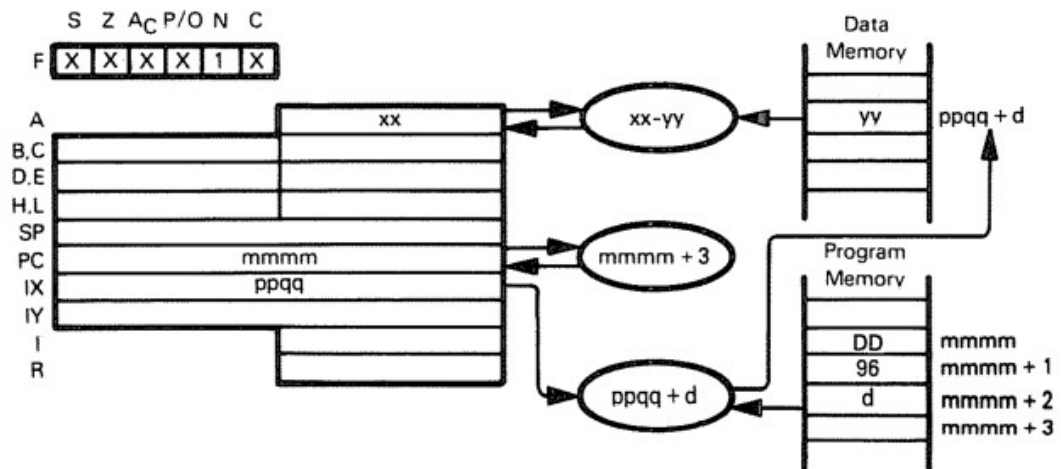 S Z AC P/O N C
F X X X X 1 X
Data
Memory
A xx
xx-yy
yy
ppqq + d
B,C
D,E
H,L
SP
PC mmmm
mmmm + 3
IX ppqq
IY
I
R
ppqq + d
Program
Memory
DD mmmm
96 mmmm + 1
d mmmm + 2
mmmm + 3